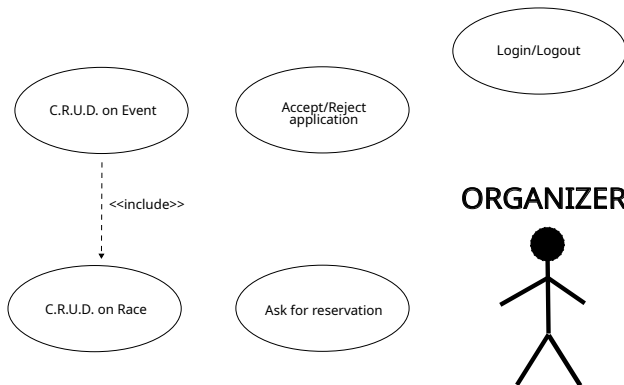 Login/Logout
C.R.U.D. on Event
Accept/Reject
application
ORGANIZER
<<include>>
C.R.U.D. on Race
Ask for reservation